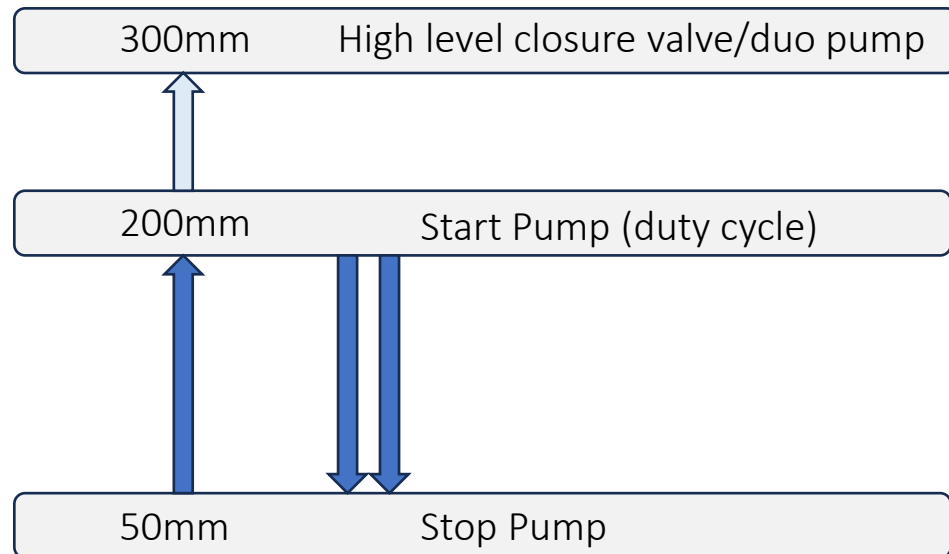 300mm High level closure valve/duo pump
200mm Start Pump (duty cycle)
50mm Stop Pump